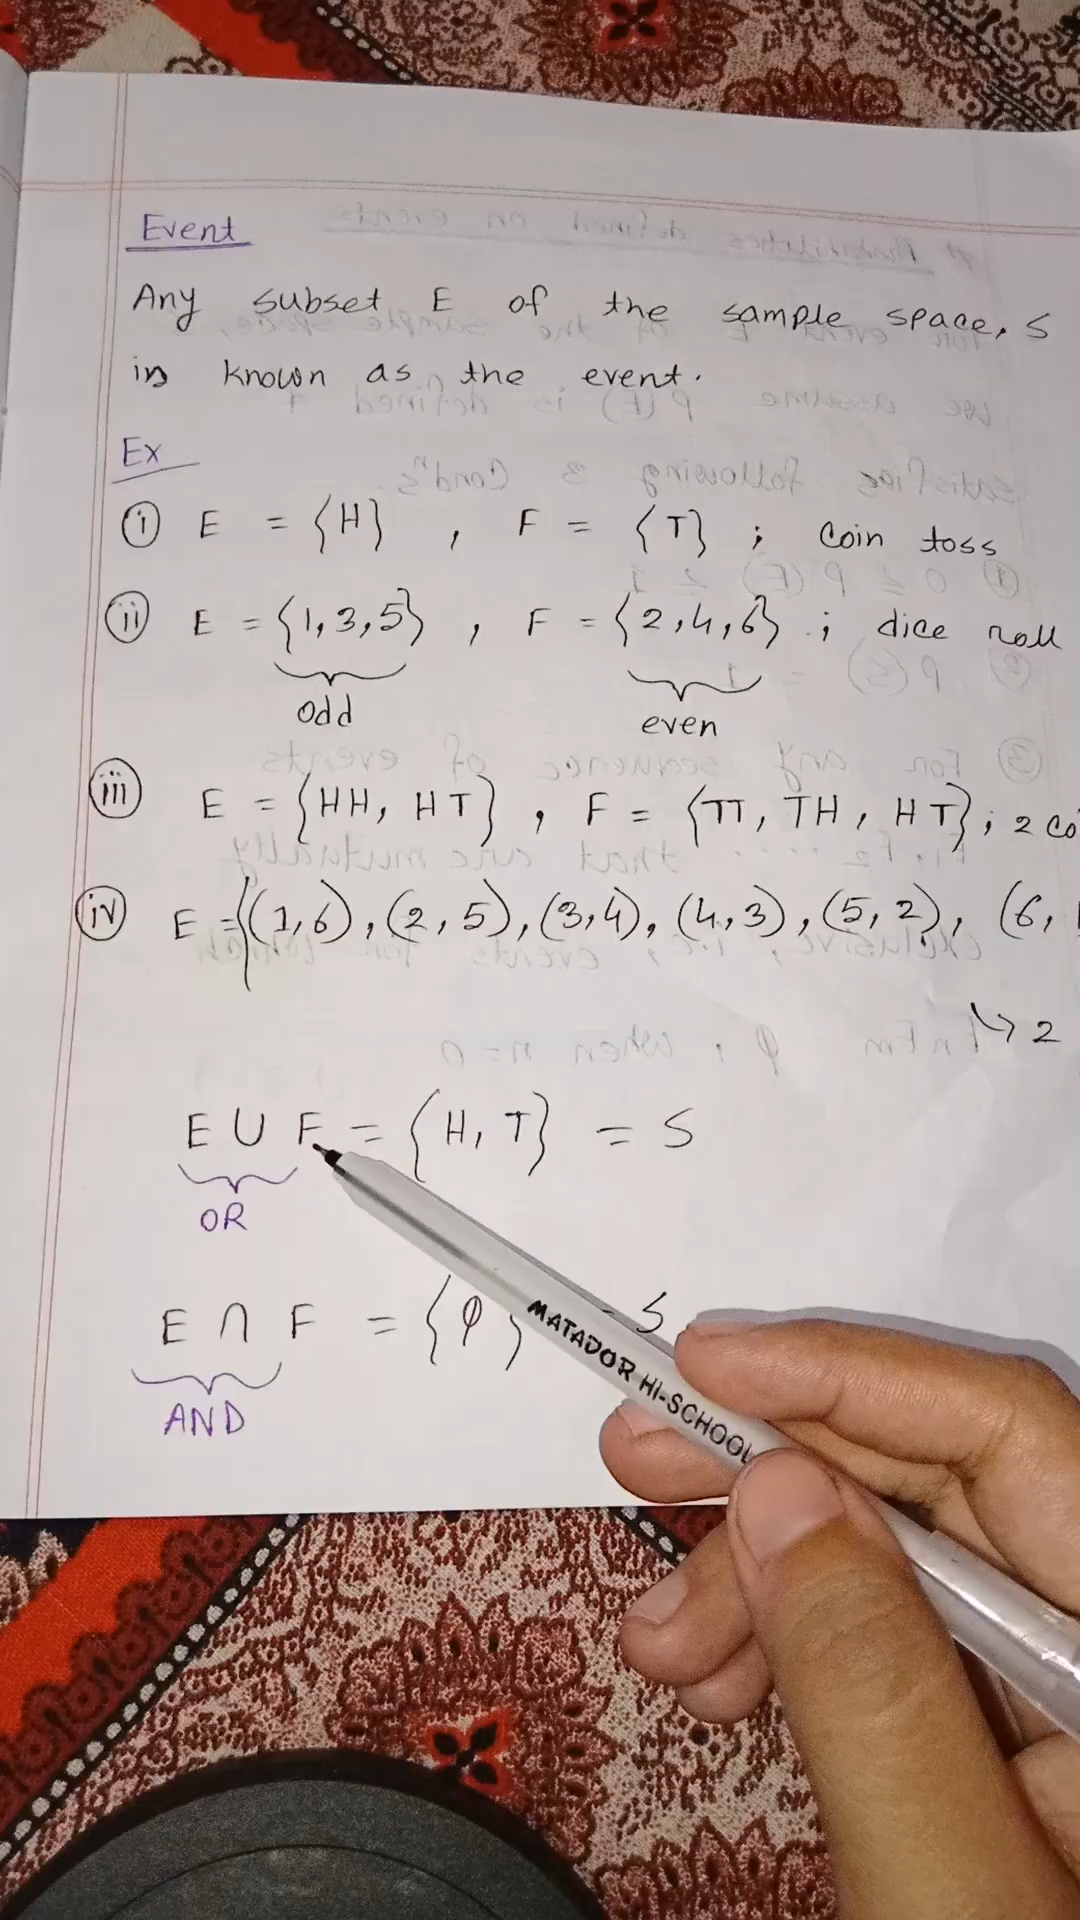 Event
Any subset E of the sample space, S
is known as the event.
Ex
(i) E = {H} , F = {T} ; Coin toss
(ii) E = {1,3,5} , F = {2,4,6} ; dice roll
odd
even
(iii) E = {HH, HT} , F = {TT, TH, HT} ; 2 co
(iv) E = {(1,6), (2,5), (3,4), (4,3), (5,2), (6,
↳ 2
E ∪ F = {H, T} = S
OR
E ∩ F = {φ} = S
AND
MATADOR HI-SCHOOL